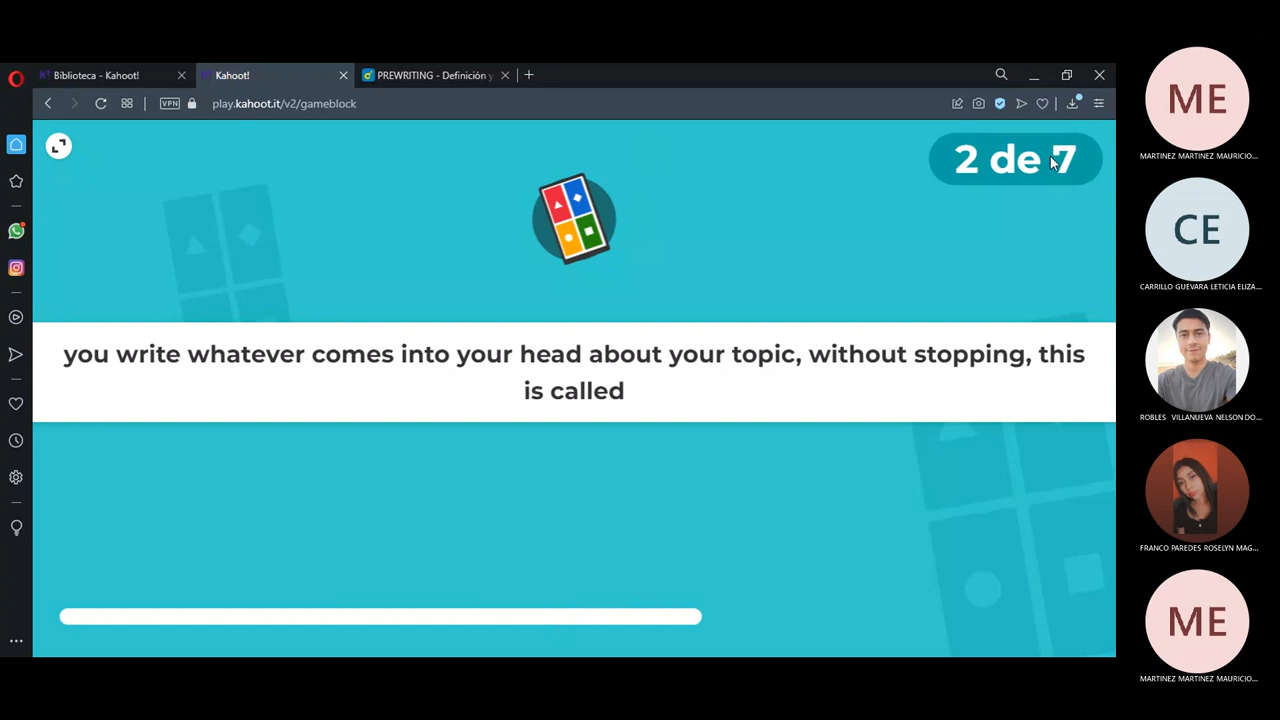 Biblioteca - Kahoot!
Kahoot!
PREWRITING - Definición y
VPN
play.kahoot.it/v2/gameblock
2 de 7
you write whatever comes into your head about your topic, without stopping, this
is called
ME
MARTINEZ MARTINEZ MAURICIO...
CE
CARRILLO GUEVARA LETICIA ELIZA...
ROBLES VILLANUEVA NELSON DO...
FRANCO PAREDES ROSELYN MAG...
ME
MARTINEZ MARTINEZ MAURICIO...